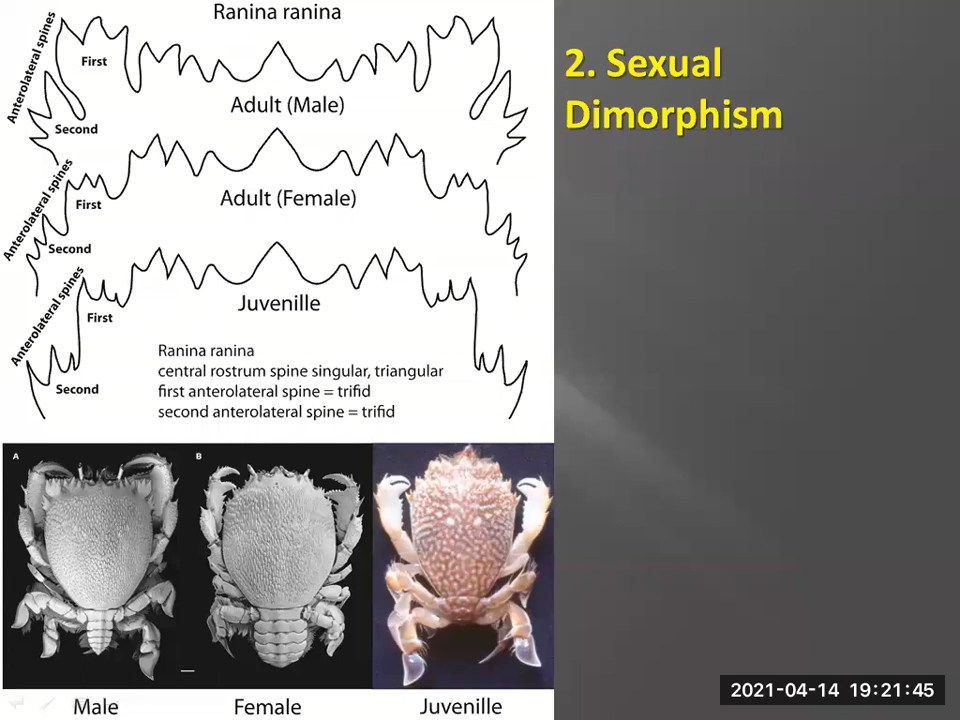 Ranina ranina
Anterolateral spines
First
Second
Adult (Male)
Anterolateral spines
First
Second
Adult (Female)
Anterolateral spines
First
Second
Juvenille
Ranina ranina
central rostrum spine singular, triangular
first anterolateral spine = trifid
second anterolateral spine = trifid
A
B
Male
Female
Juvenille
2. Sexual
Dimorphism
2021-04-14 19:21:45